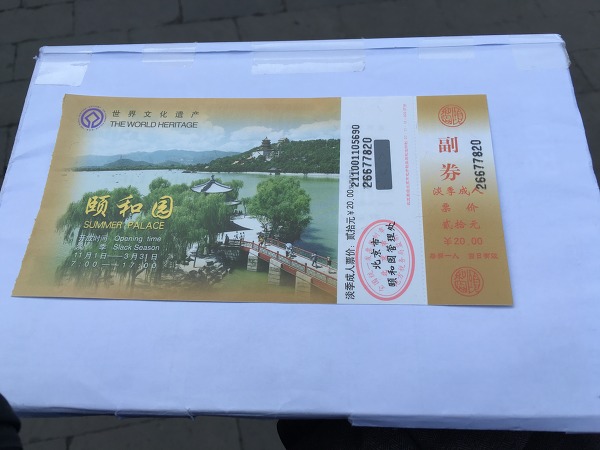 世界文化遗产
THE WORLD HERITAGE
颐和园
SUMMER PALACE
开放时间 Opening time
淡季 Slack Season
11月1日—3月31日
7:00—17:00
淡季成人票价:贰拾元￥20.00
211001105690
26677820
北京市
颐和园管理处
副券
淡季成人
票价
贰拾元
￥20.00
26677820